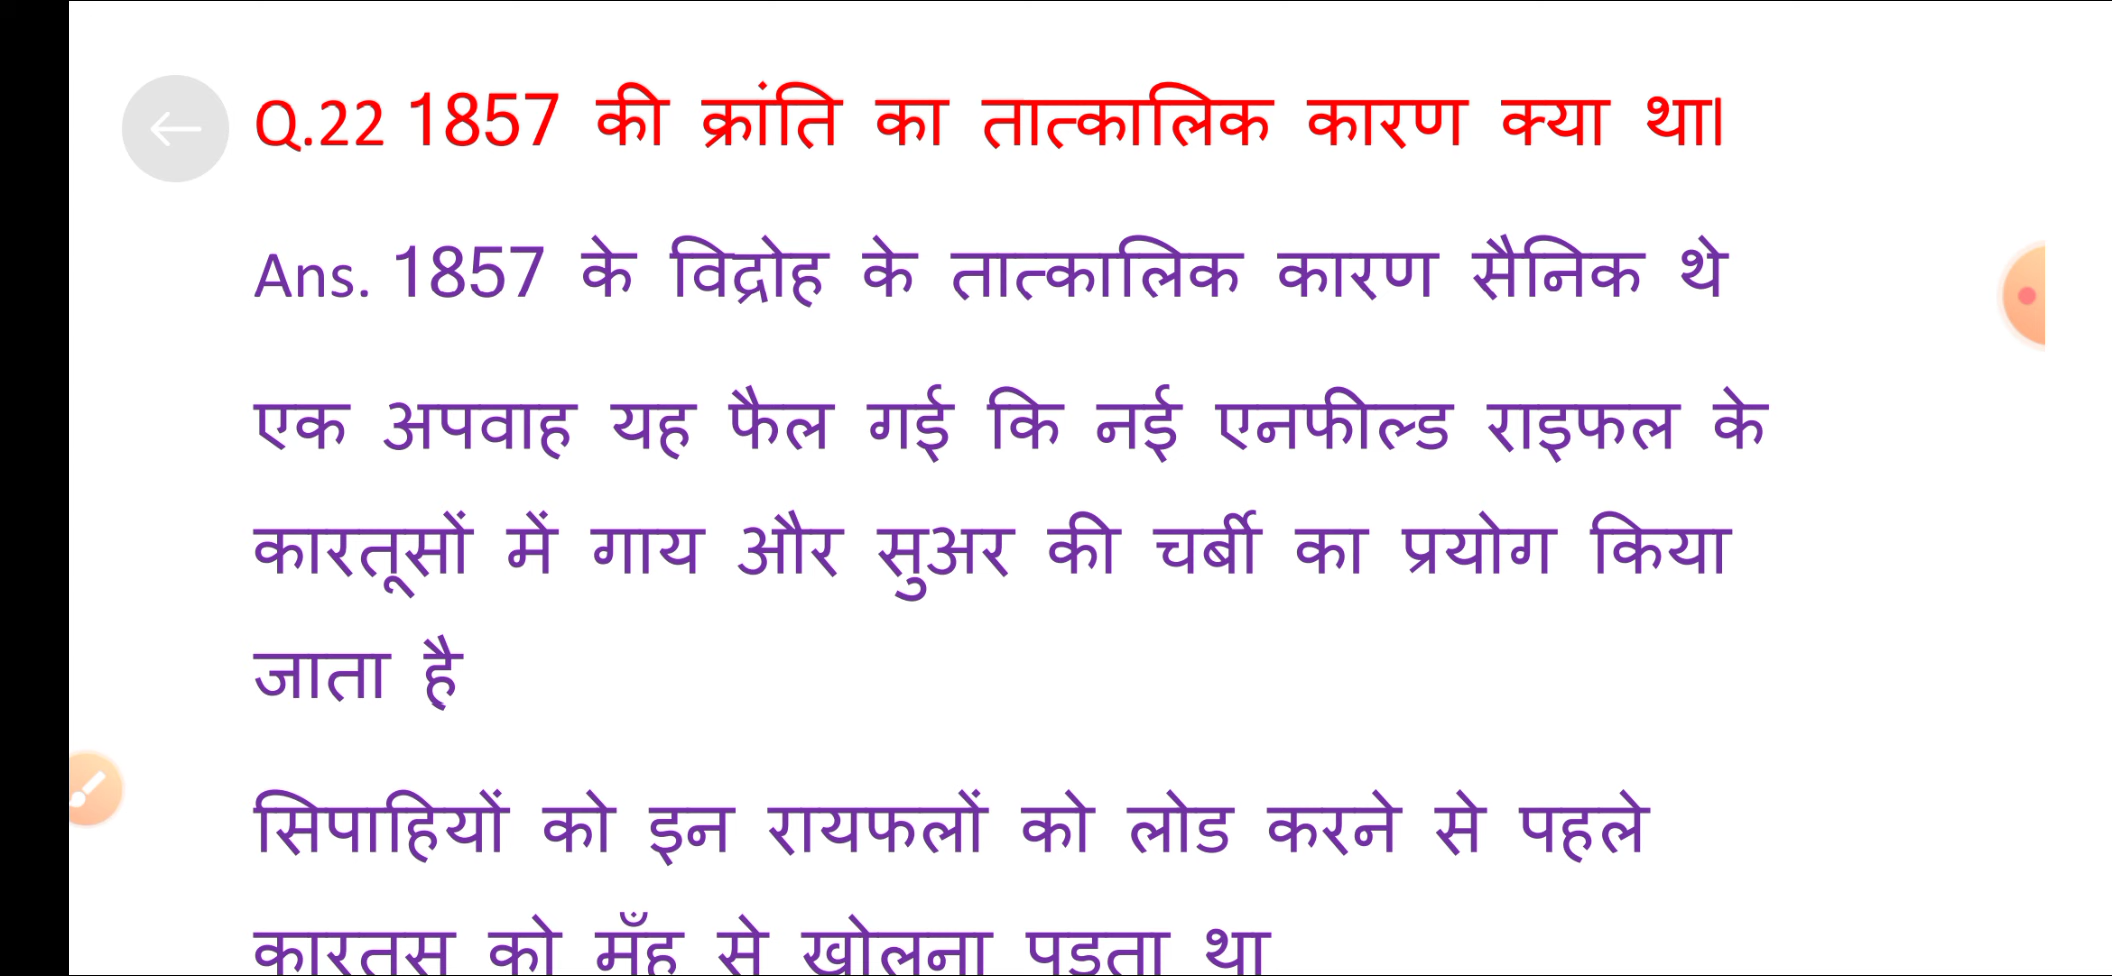 Q.22 1857 की क्रांति का तात्कालिक कारण क्या था।
Ans. 1857 के विद्रोह के तात्कालिक कारण सैनिक थे
एक अपवाह यह फैल गई कि नई एनफील्ड राइफल के
कारतूसों में गाय और सुअर की चर्बी का प्रयोग किया
जाता है
सिपाहियों को इन रायफलों को लोड करने से पहले
कारतूस को मुँह से खोलना पड़ता था